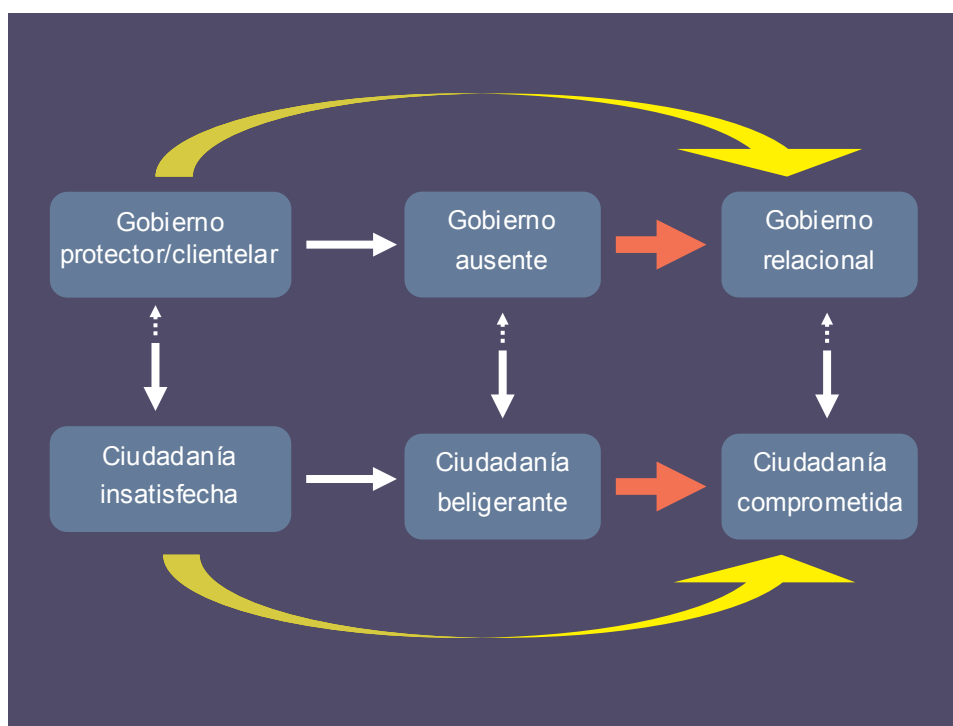 Gobierno
protector/clientelar
Gobierno
ausente
Gobierno
relacional
Ciudadanía
insatisfecha
Ciudadanía
beligerante
Ciudadanía
comprometida